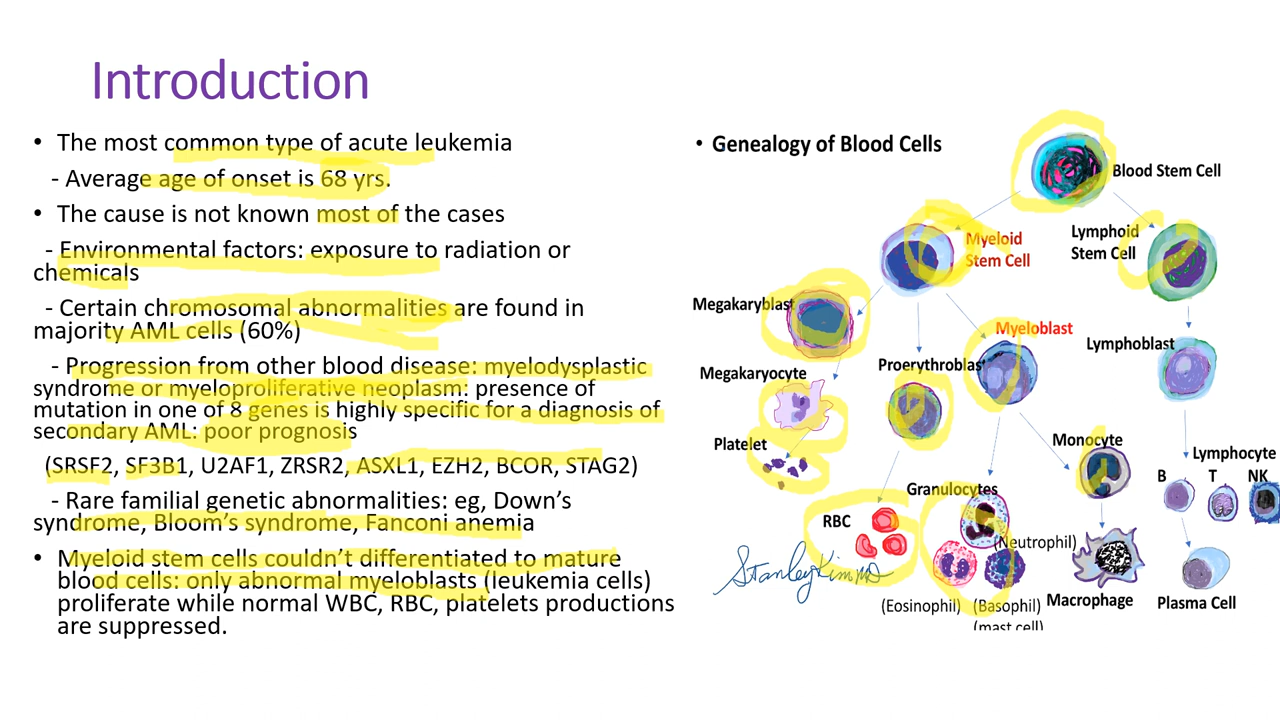 Introduction
• The most common type of acute leukemia
- Average age of onset is 68 yrs.
• The cause is not known most of the cases
- Environmental factors: exposure to radiation or
chemicals
- Certain chromosomal abnormalities are found in
majority AML cells (60%)
- Progression from other blood disease: myelodysplastic
syndrome or myeloproliferative neoplasm: presence of
mutation in one of 8 genes is highly specific for a diagnosis of
secondary AML: poor prognosis
(SRSF2, SF3B1, U2AF1, ZRSR2, ASXL1, EZH2, BCOR, STAG2)
- Rare familial genetic abnormalities: eg, Down's
syndrome, Bloom's syndrome, Fanconi anemia
• Myeloid stem cells couldn't differentiated to mature
blood cells: only abnormal myeloblasts (leukemia cells)
proliferate while normal WBC, RBC, platelets productions
are suppressed.
• Genealogy of Blood Cells
Blood Stem Cell
Myeloid
Stem Cell
Lymphoid
Stem Cell
Megakaryblast
Myeloblast
Lymphoblast
Proerythroblast
Megakaryocyte
Platelet
Monocyte
Lymphocyte
B T NK
Granulocytes
RBC
(Neutrophil)
Stanley Kim MD
(Eosinophil) (Basophil)
(mast cell)
Macrophage
Plasma Cell